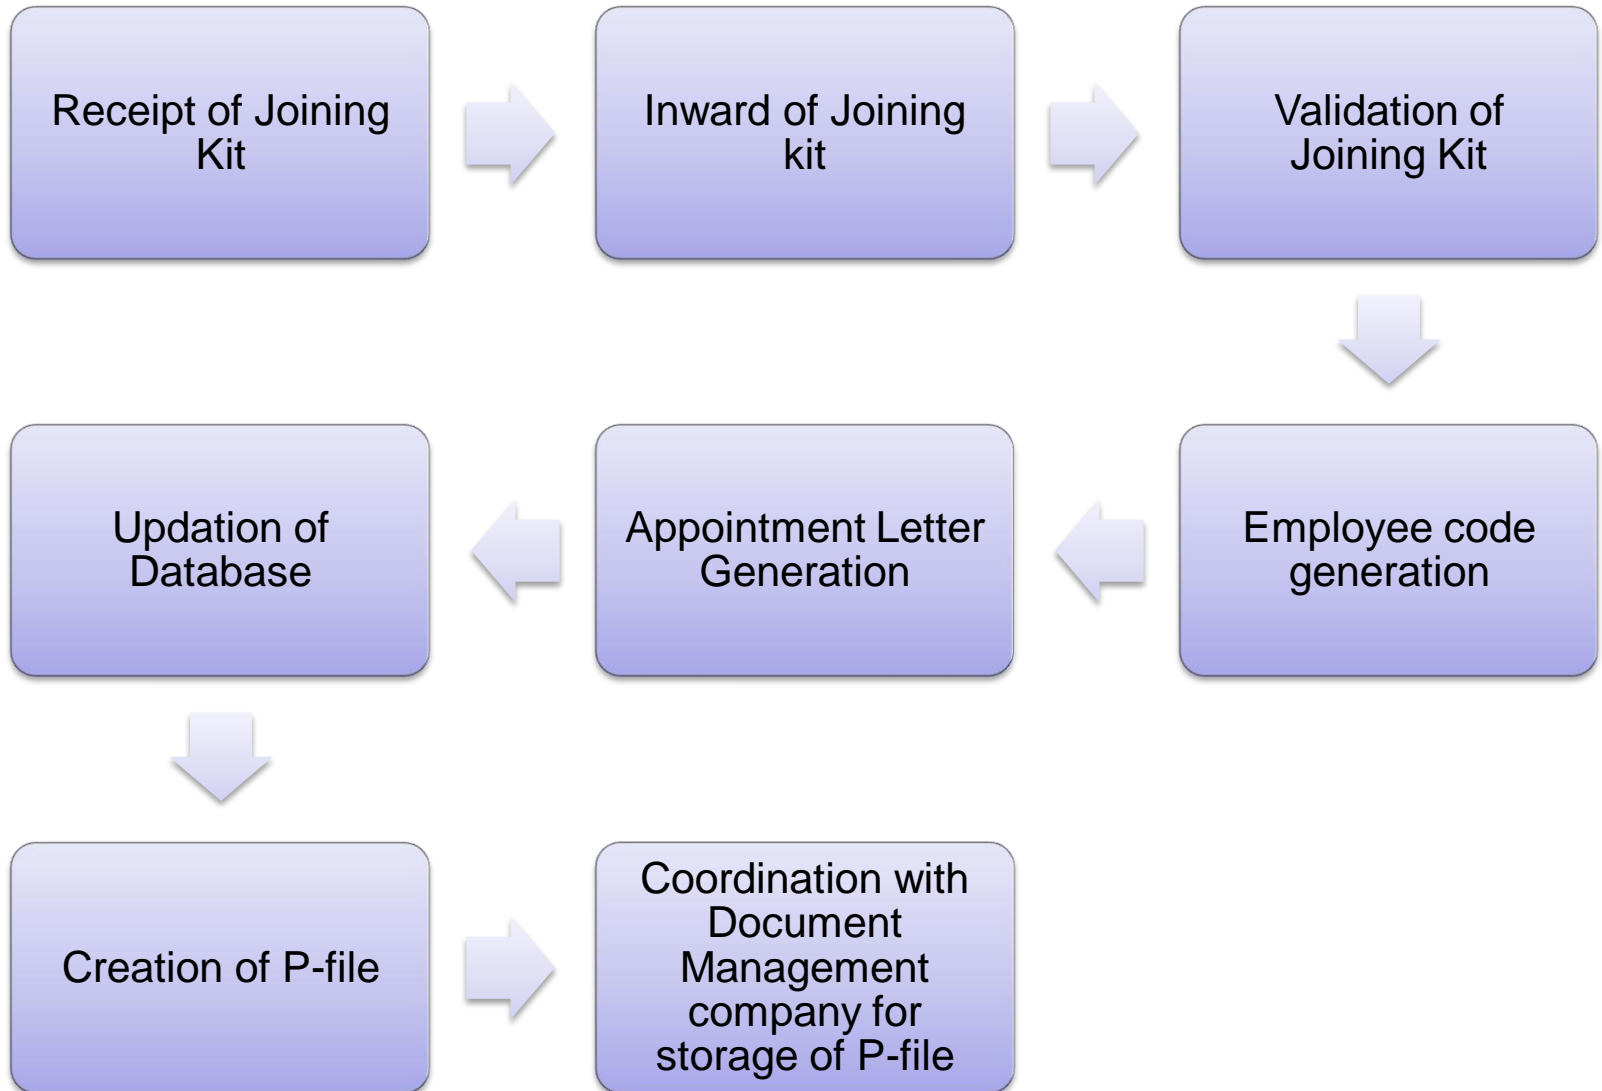 Receipt of Joining
Kit
Inward of Joining
kit
Validation of
Joining Kit
Employee code
generation
Appointment Letter
Generation
Updation of
Database
Creation of P-file
Coordination with
Document
Management
company for
storage of P-file